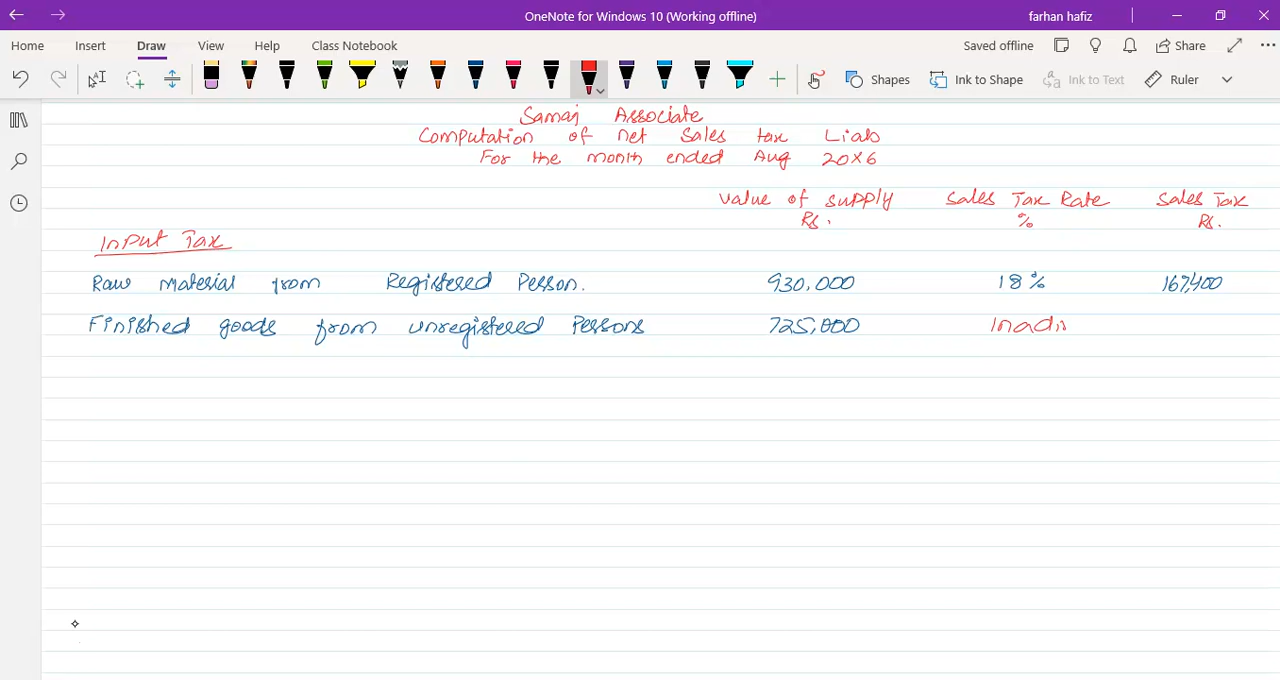 OneNote for Windows 10 (Working offline)
farhan hafiz
Home Insert Draw View Help Class Notebook
Saved offline Share
Shapes Ink to Shape Ink to Text Ruler
Samaj Associate
Computation of Net Sales tax Liab
For the month ended Aug 20X6
Value of supply Sales Tax Rate Sales Tax
Rs. % Rs.
Input Tax
Raw Material from Registered Person. 930,000 18% 167,400
Finished goods from unregistered Persons 725,000 Inadi